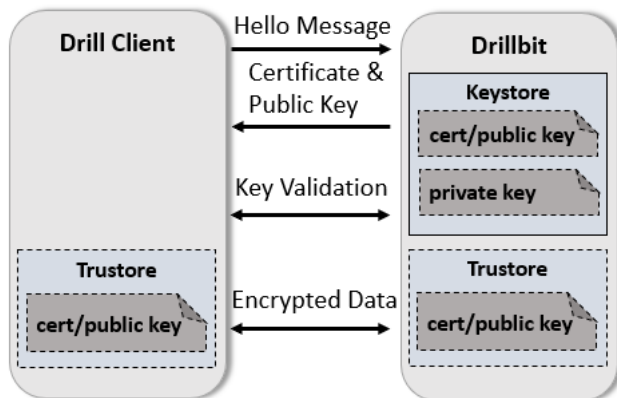 Drill Client
Hello Message
Drillbit
Certificate &
Public Key
Keystore
cert/public key
private key
Key Validation
Trustore
cert/public key
Encrypted Data
Trustore
cert/public key